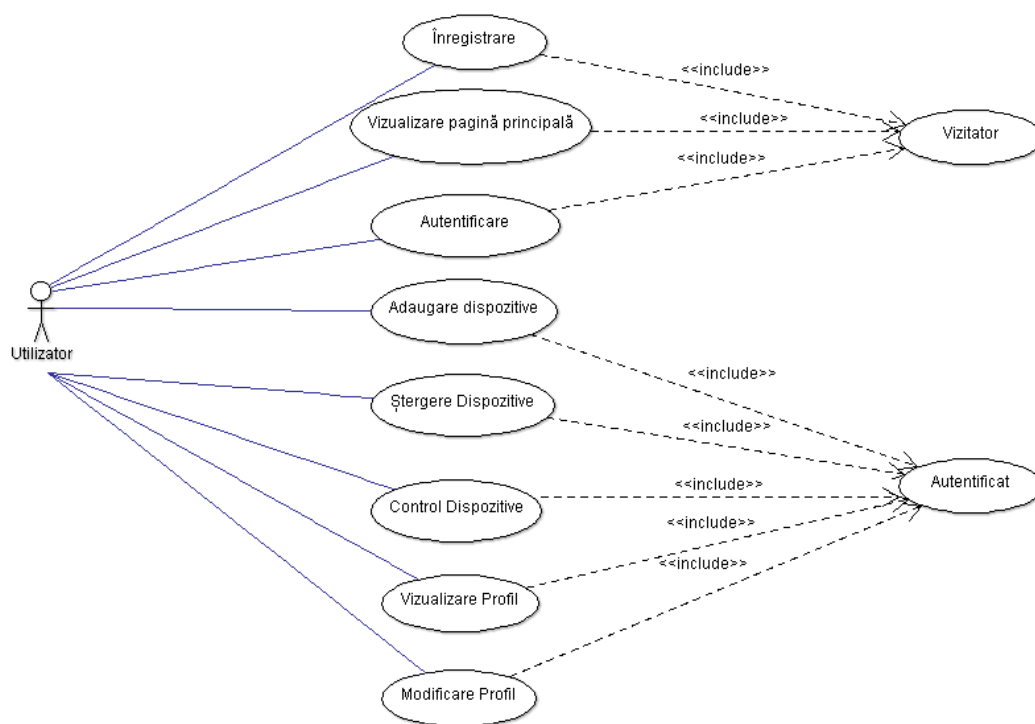 Înregistrare
<<include>>
Vizualizare pagină principală
<<include>>
Vizitator
<<include>>
Autentificare
Adaugare dispozitive
Utilizator
<<include>>
Ștergere Dispozitive
<<include>>
Autentificat
<<include>>
Control Dispozitive
<<include>>
<<include>>
Vizualizare Profil
Modificare Profil